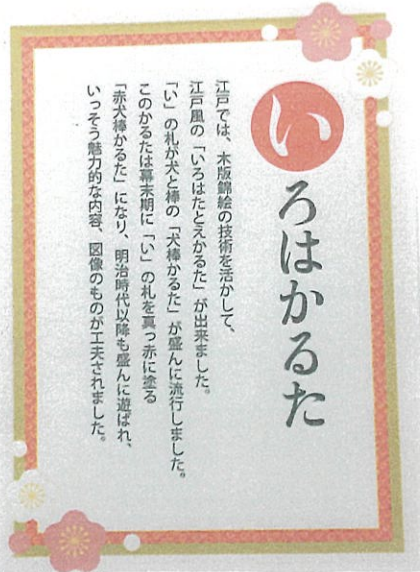 いろはかるた
江戸では、木版錦絵の技術を活かして、
江戸風の「いろはたとえかるた」が出来ました。
「い」の札が犬と棒の「犬棒かるた」が盛んに流行しました。
このかるたは幕末期に「い」の札を真っ赤に塗る
「赤犬棒かるた」になり、明治時代以降も盛んに遊ばれ、
いっそう魅力的な内容、図像のものが工夫されました。